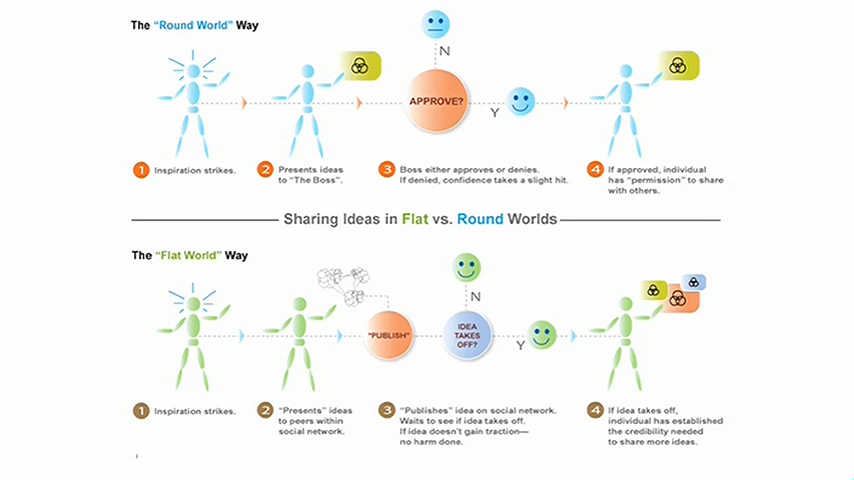 The “Round World” Way
N
APPROVE?
Y
1 Inspiration strikes.
2 Presents ideas
to “The Boss”.
3 Boss either approves or denies.
If denied, confidence takes a slight hit.
4 If approved, individual
has “permission” to share
with others.
Sharing Ideas in Flat vs. Round Worlds
The “Flat World” Way
N
“PUBLISH”
IDEA
TAKES
OFF?
Y
1 Inspiration strikes.
2 “Presents” ideas
to peers within
social network.
3 “Publishes” idea on social network.
Waits to see if idea takes off.
If idea doesn’t gain traction—
no harm done.
4 If idea takes off,
individual has established
the credibility needed
to share more ideas.